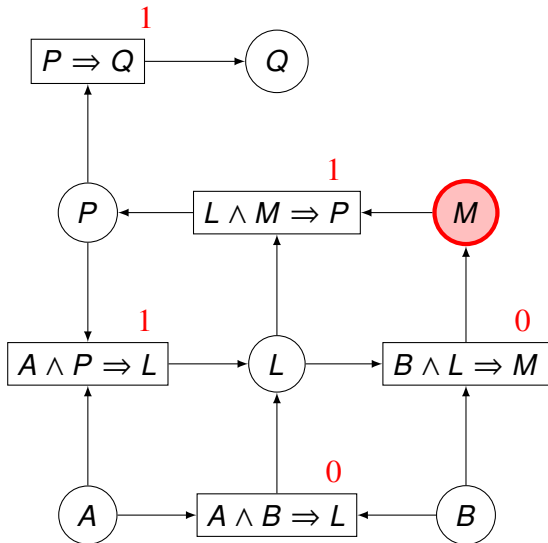 1
P ⇒ Q
Q
1
P
L ∧ M ⇒ P
M
1
0
A ∧ P ⇒ L
L
B ∧ L ⇒ M
0
A
A ∧ B ⇒ L
B